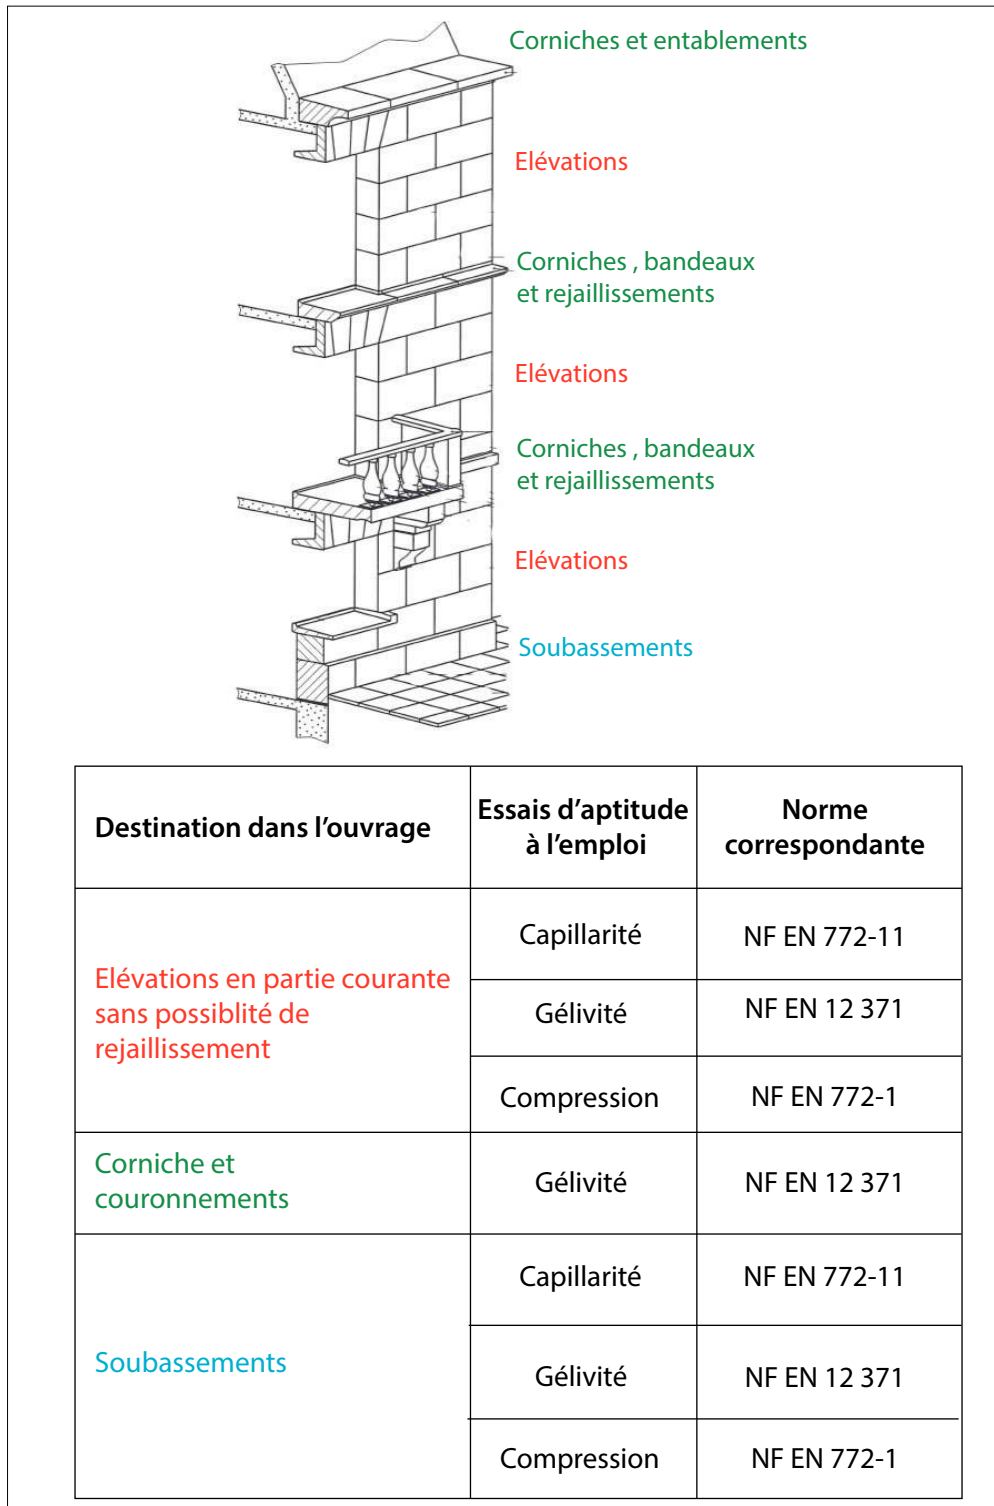 Corniches et entablements
Elévations
Corniches , bandeaux
et rejaillissements
Elévations
Corniches , bandeaux
et rejaillissements
Elévations
Soubassements
Destination dans l'ouvrage
Essais d'aptitude
à l'emploi
Norme
correspondante
Elévations en partie courante
sans possiblité de
rejaillissement
Capillarité
NF EN 772-11
Gélivité
NF EN 12 371
Compression
NF EN 772-1
Corniche et
couronnements
Gélivité
NF EN 12 371
Soubassements
Capillarité
NF EN 772-11
Gélivité
NF EN 12 371
Compression
NF EN 772-1